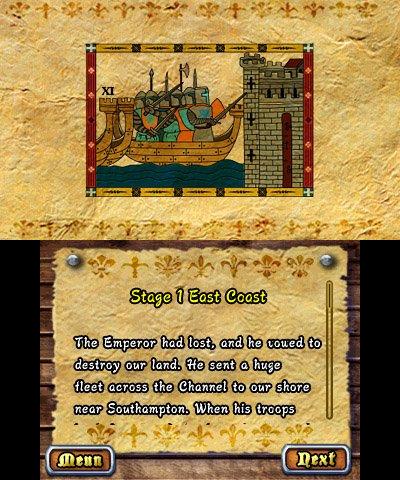 XI
Stage 1 East Coast
The Emperor had lost, and he vowed to
destroy our land. He sent a huge
fleet across the Channel to our shore
near Southampton. When his troops
Menu
Next